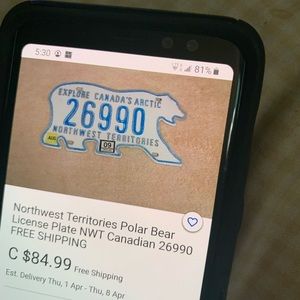 5:30
81%
EXPLORE CANADA'S ARCTIC
26990
NORTHWEST TERRITORIES
AUG
09
Northwest Territories Polar Bear
License Plate NWT Canadian 26990
FREE SHIPPING
C $84.99 Free Shipping
Est. Delivery Thu, 1 Apr - Thu, 8 Apr